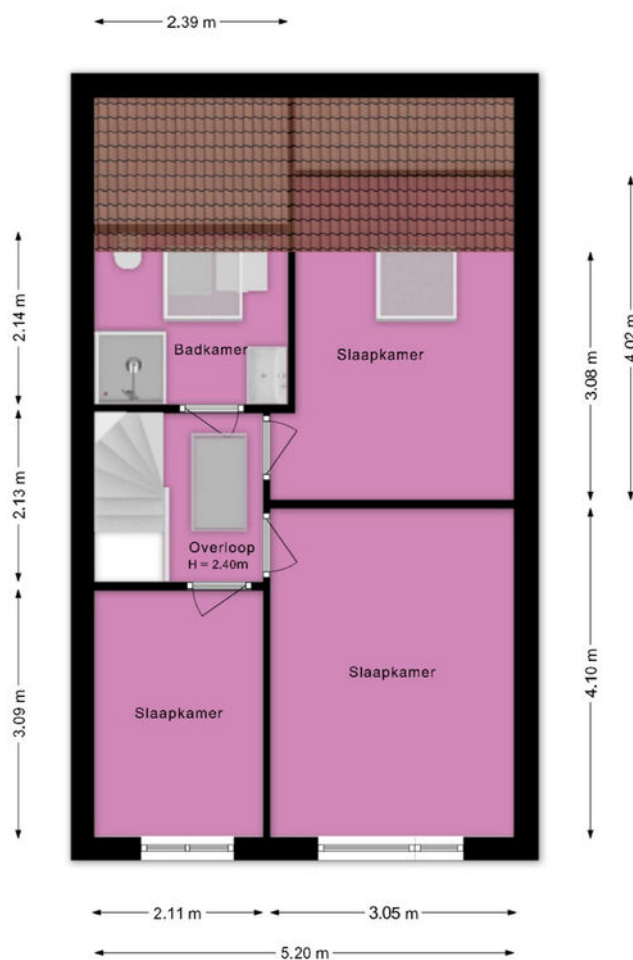 2.39 m
2.14 m
Badkamer
Slaapkamer
3.08 m
4.02 m
2.13 m
Overloop
H = 2.40m
Slaapkamer
4.10 m
Slaapkamer
3.09 m
2.11 m
3.05 m
5.20 m